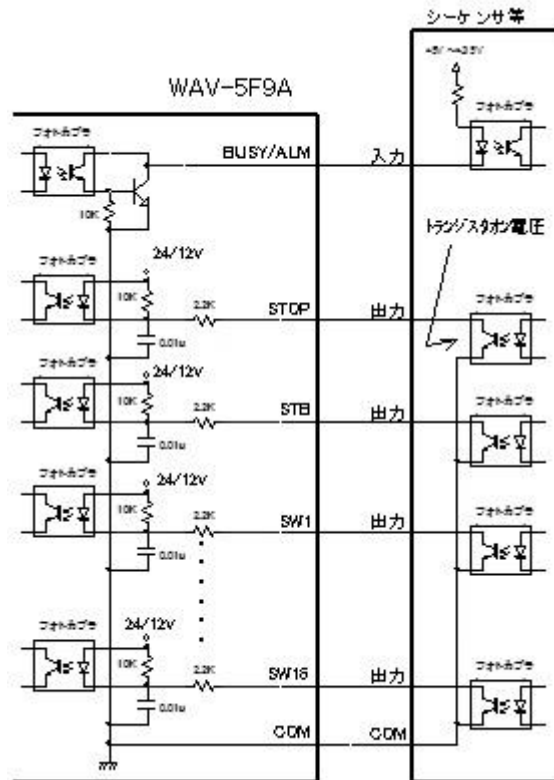 シーケンサ等
WAV-5F9A
フォトカプラ
フォトカプラ
BUSY/ALM
入力
10K
24/12V
フォトカプラ
10K
2.2K
STOP
出力
0.01u
トランジスタオン電圧
フォトカプラ
24/12V
フォトカプラ
10K
2.2K
STB
出力
0.01u
フォトカプラ
24/12V
フォトカプラ
10K
2.2K
SW1
出力
0.01u
フォトカプラ
24/12V
フォトカプラ
10K
2.2K
SW16
出力
0.01u
フォトカプラ
COM
COM